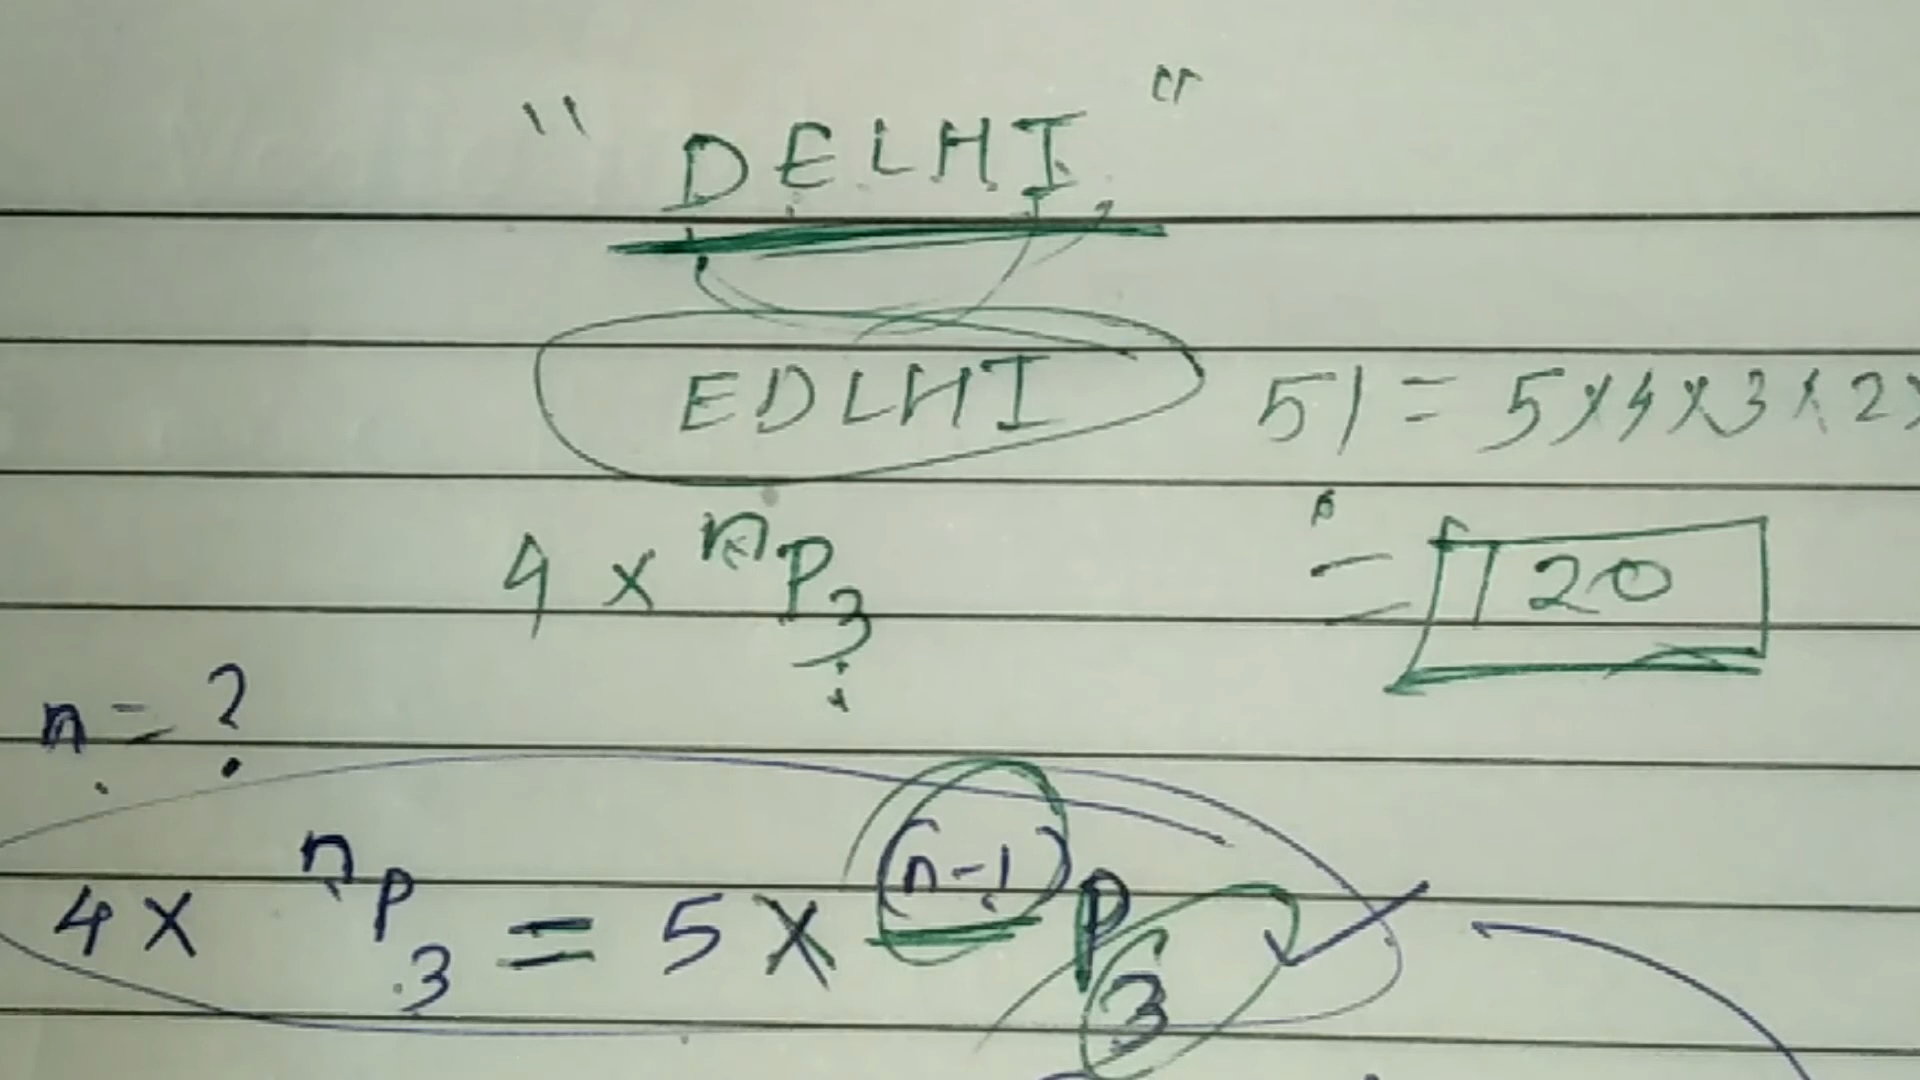 "DELHI"
EDLHI 5! = 5×4×3×2×
4 × ⁿP₃ = 120
n = ?
4 × ⁿP₃ = 5 × ⁽ⁿ⁻¹⁾P₃